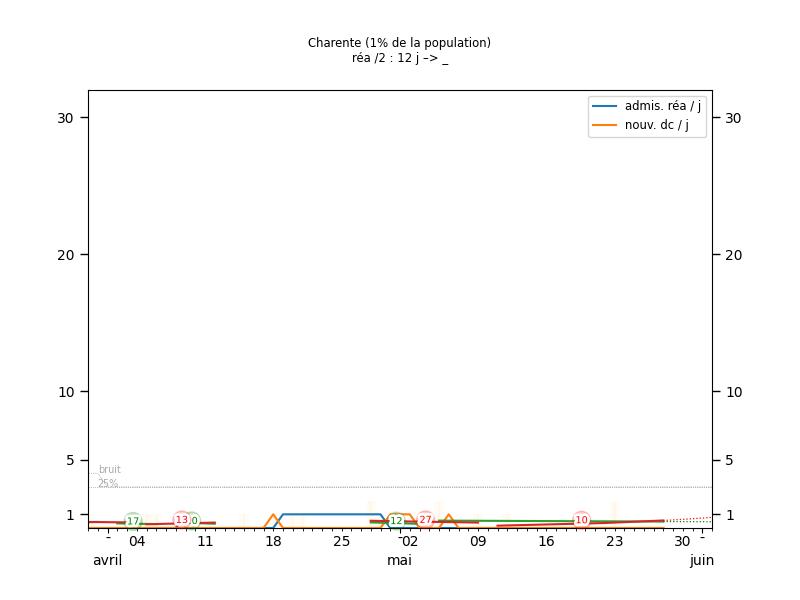 Charente (1% de la population)
réa /2 : 12 j –> _
admis. réa / j
nouv. dc / j
30 30
20 20
10 10
5 5
1 1
bruit
25%
17 13 0 12 27 10
- 04 11 18 25 -02 09 16 23 30 -
avril mai juin